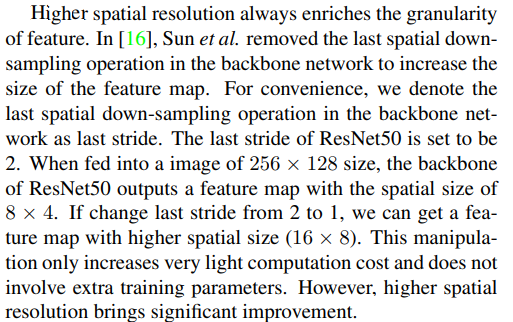 Higher spatial resolution always enriches the granularity
of feature. In [16], Sun et al. removed the last spatial down-
sampling operation in the backbone network to increase the
size of the feature map. For convenience, we denote the
last spatial down-sampling operation in the backbone net-
work as last stride. The last stride of ResNet50 is set to be
2. When fed into a image of 256 × 128 size, the backbone
of ResNet50 outputs a feature map with the spatial size of
8 × 4. If change last stride from 2 to 1, we can get a fea-
ture map with higher spatial size (16 × 8). This manipula-
tion only increases very light computation cost and does not
involve extra training parameters. However, higher spatial
resolution brings significant improvement.